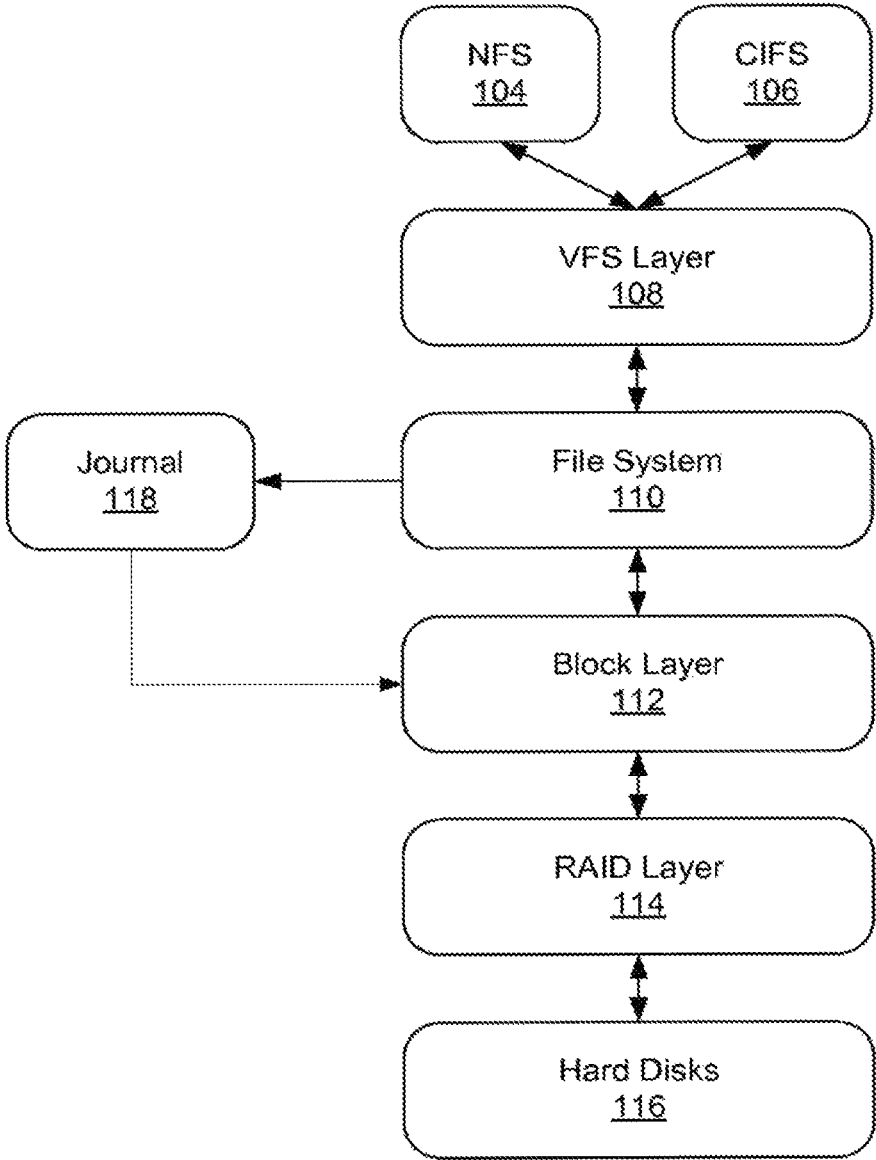 NFS
104
CIFS
106
VFS Layer
108
Journal
118
File System
110
Block Layer
112
RAID Layer
114
Hard Disks
116